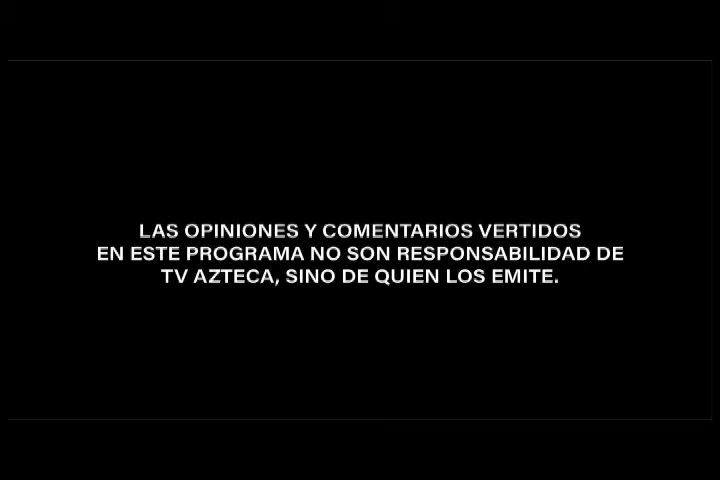 LAS OPINIONES Y COMENTARIOS VERTIDOS
EN ESTE PROGRAMA NO SON RESPONSABILIDAD DE
TV AZTECA, SINO DE QUIEN LOS EMITE.